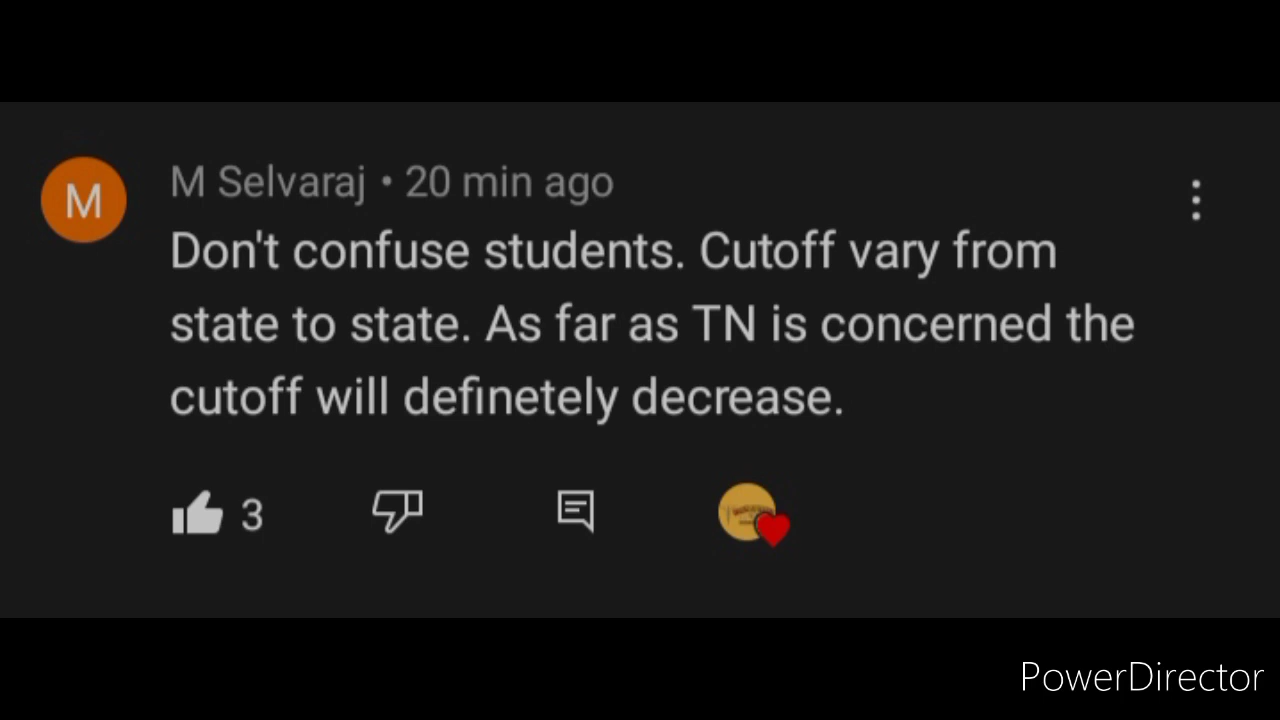 M
M Selvaraj • 20 min ago
Don't confuse students. Cutoff vary from
state to state. As far as TN is concerned the
cutoff will definetely decrease.
3
PowerDirector